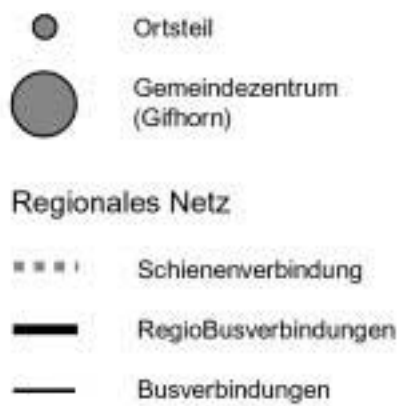 Ortsteil
Gemeindezentrum
(Gifhorn)
Regionales Netz
Schienenverbindung
RegioBusverbindungen
Busverbindungen